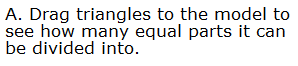 A. Drag triangles to the model to
see how many equal parts it can
be divided into.